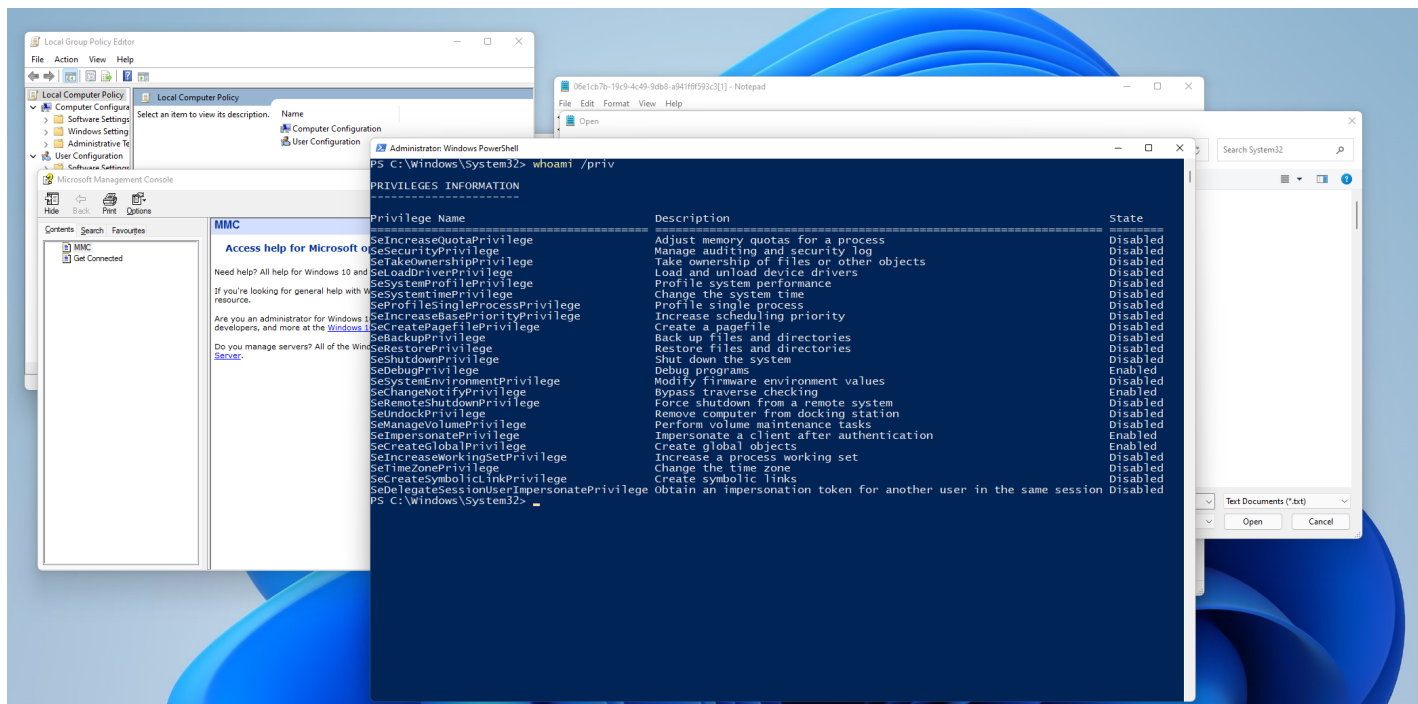 Local Group Policy Editor
File Action View Help
Local Computer Policy
Computer Configura
Software Settings
Windows Setting
Administrative Te
User Configuration
Software Settings
Local Computer Policy
Select an item to view its description.
Name
Computer Configuration
User Configuration
Microsoft Management Console
Hide Back Print Options
Contents Search Favourites
MMC
Get Connected
MMC
Access help for Microsoft o
Need help? All help for Windows 10 and
If you're looking for general help with W
resource.
Are you an administrator for Windows 1
developers, and more at the Windows 1
Do you manage servers? All of the Wind
Server.
06e1cb7b-19c9-4c49-9db8-a941f6f593c3[1] - Notepad
File Edit Format View Help
Open
Search System32
Text Documents (*.txt)
Open Cancel
Administrator: Windows PowerShell
PS C:\Windows\System32> whoami /priv
PRIVILEGES INFORMATION
----------------------
Privilege Name Description State
========================================= ================================================================== ========
SeIncreaseQuotaPrivilege Adjust memory quotas for a process Disabled
SeSecurityPrivilege Manage auditing and security log Disabled
SeTakeOwnershipPrivilege Take ownership of files or other objects Disabled
SeLoadDriverPrivilege Load and unload device drivers Disabled
SeSystemProfilePrivilege Profile system performance Disabled
SeSystemtimePrivilege Change the system time Disabled
SeProfileSingleProcessPrivilege Profile single process Disabled
SeIncreaseBasePriorityPrivilege Increase scheduling priority Disabled
SeCreatePagefilePrivilege Create a pagefile Disabled
SeBackupPrivilege Back up files and directories Disabled
SeRestorePrivilege Restore files and directories Disabled
SeShutdownPrivilege Shut down the system Disabled
SeDebugPrivilege Debug programs Enabled
SeSystemEnvironmentPrivilege Modify firmware environment values Disabled
SeChangeNotifyPrivilege Bypass traverse checking Enabled
SeRemoteShutdownPrivilege Force shutdown from a remote system Disabled
SeUndockPrivilege Remove computer from docking station Disabled
SeManageVolumePrivilege Perform volume maintenance tasks Disabled
SeImpersonatePrivilege Impersonate a client after authentication Enabled
SeCreateGlobalPrivilege Create global objects Enabled
SeIncreaseWorkingSetPrivilege Increase a process working set Disabled
SeTimeZonePrivilege Change the time zone Disabled
SeCreateSymbolicLinkPrivilege Create symbolic links Disabled
SeDelegateSessionUserImpersonatePrivilege Obtain an impersonation token for another user in the same session Disabled
PS C:\Windows\System32> _